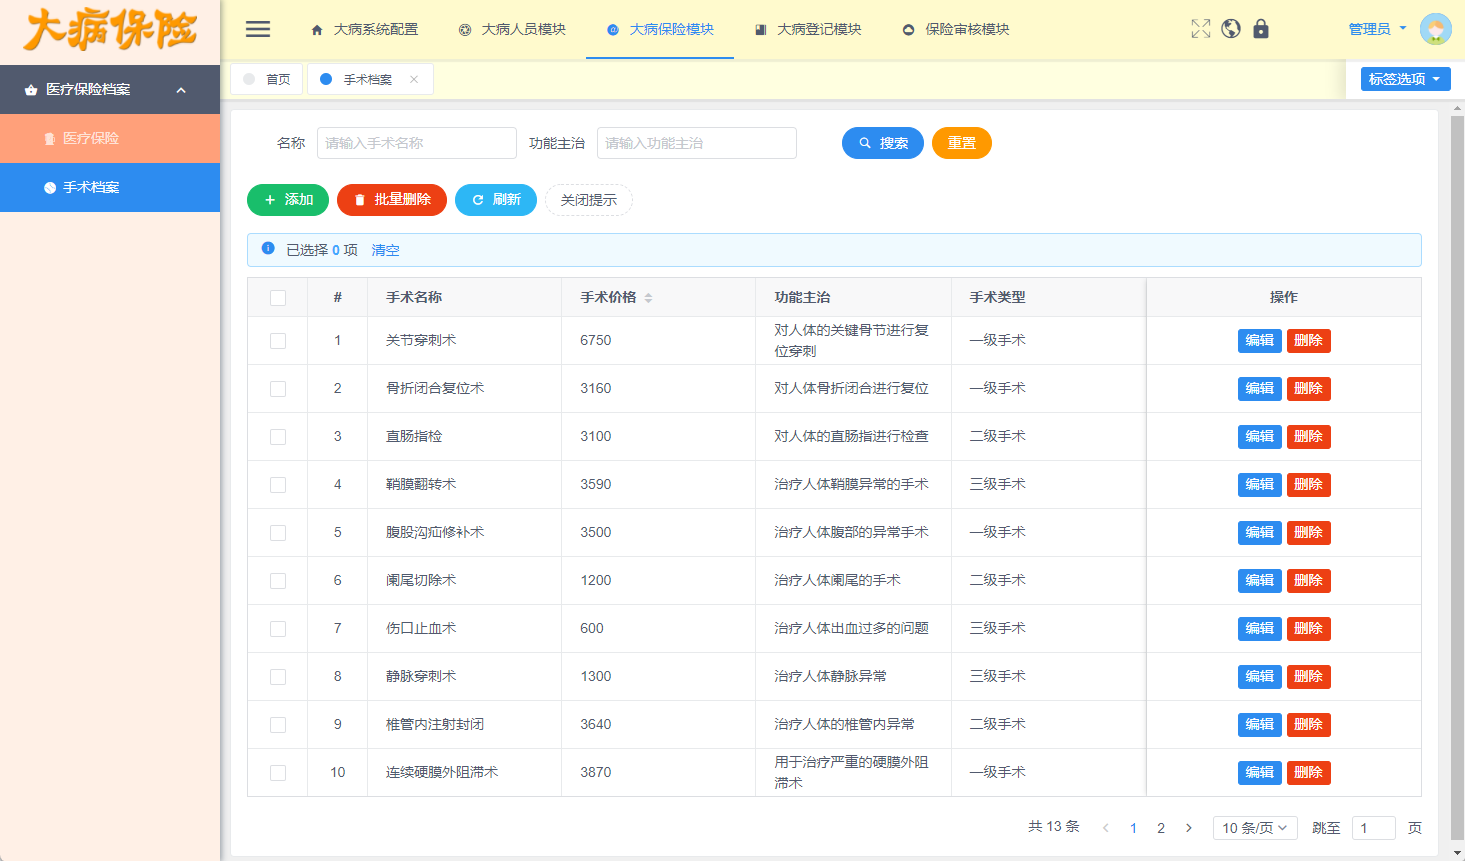 大病保险
大病系统配置 大病人员模块 大病保险模块 大病登记模块 保险审核模块 管理员
首页 手术档案 标签选项
医疗保险档案
医疗保险
手术档案
名称 请输入手术名称 功能主治 请输入功能主治 搜索 重置
添加 批量删除 刷新 关闭提示
已选择 0 项 清空
# 手术名称 手术价格 功能主治 手术类型 操作
1 关节穿刺术 6750 对人体的关键骨节进行复位穿刺 一级手术 编辑 删除
2 骨折闭合复位术 3160 对人体骨折闭合进行复位 一级手术 编辑 删除
3 直肠指检 3100 对人体的直肠指进行检查 二级手术 编辑 删除
4 鞘膜翻转术 3590 治疗人体鞘膜异常的手术 三级手术 编辑 删除
5 腹股沟疝修补术 3500 治疗人体腹部的异常手术 一级手术 编辑 删除
6 阑尾切除术 1200 治疗人体阑尾的手术 二级手术 编辑 删除
7 伤口止血术 600 治疗人体出血过多的问题 三级手术 编辑 删除
8 静脉穿刺术 1300 治疗人体静脉异常 三级手术 编辑 删除
9 椎管内注射封闭 3640 治疗人体的椎管内异常 二级手术 编辑 删除
10 连续硬膜外阻滞术 3870 用于治疗严重的硬膜外阻滞术 一级手术 编辑 删除
共 13 条 1 2 10 条/页 跳至 1 页